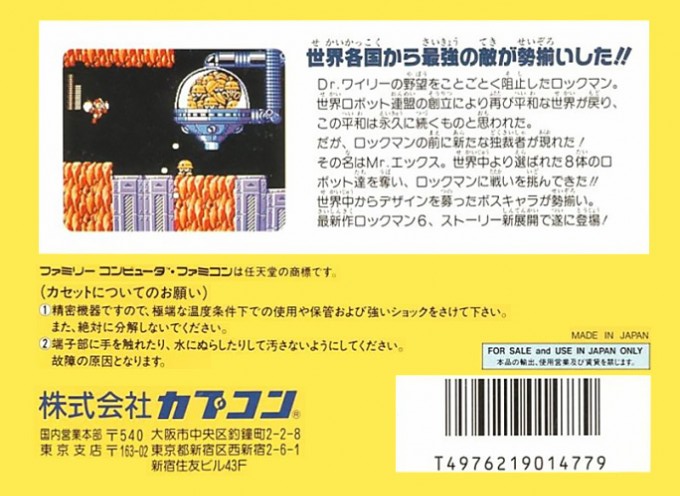 世界各国から最強の敵が勢揃いした!!
Dr.ワイリーの野望をことごとく阻止したロックマン。
世界ロボット連盟の創立により再び平和な世界が戻り、
この平和は永久に続くものと思われた。
だが、ロックマンの前に新たな独裁者が現れた!
その名はMr.エックス。世界中より選ばれた8体のロ
ボット達を奪い、ロックマンに戦いを挑んできた!!
世界中からデザインを募ったボスキャラが勢揃い。
最新作ロックマン6、ストーリー新展開で遂に登場!
ファミリーコンピュータ・ファミコンは任天堂の商標です。
(カセットについてのお願い)
①精密機器ですので、極端な温度条件下での使用や保管および強いショックをさけて下さい。
また、絶対に分解しないでください。
②端子部に手を触れたり、水にぬらしたりして汚さないようにしてください。
故障の原因となります。
MADE IN JAPAN
FOR SALE and USE IN JAPAN ONLY
本品の輸出、使用営業及び賃貸を禁じます。
株式会社カプコン®
国内営業本部 〒540 大阪市中央区釣鐘町2-2-8
東京支店 〒163-02 東京都新宿区西新宿2-6-1
新宿住友ビル43F
T4976219014779